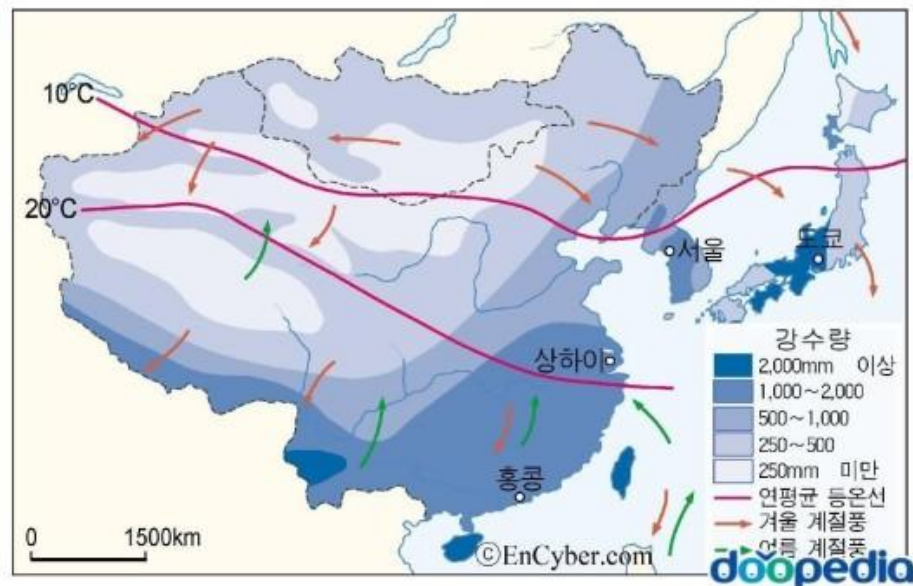 10°C
20°C
서울
도쿄
상하이
홍콩
0 1500km
©EnCyber.com
강수량
2,000mm 이상
1,000~2,000
500~1,000
250~500
250mm 미만
연평균 등온선
겨울 계절풍
여름 계절풍
doopedia